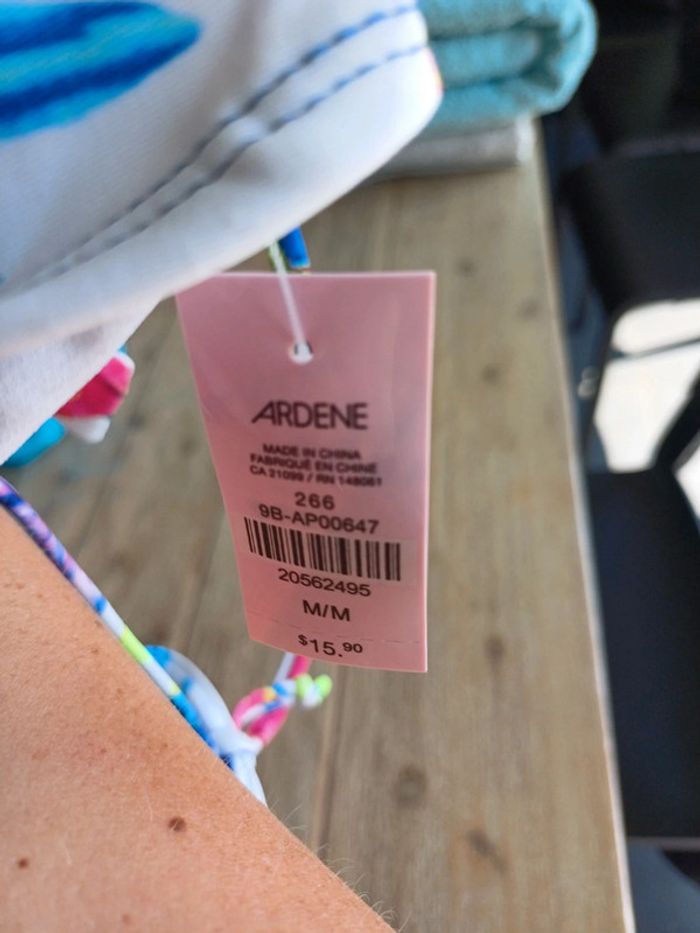 ARDENE
MADE IN CHINA
FABRIQUÉ EN CHINE
CA 21099 / RN 148061
266
9B-AP00647
20562495
M/M
$15.90